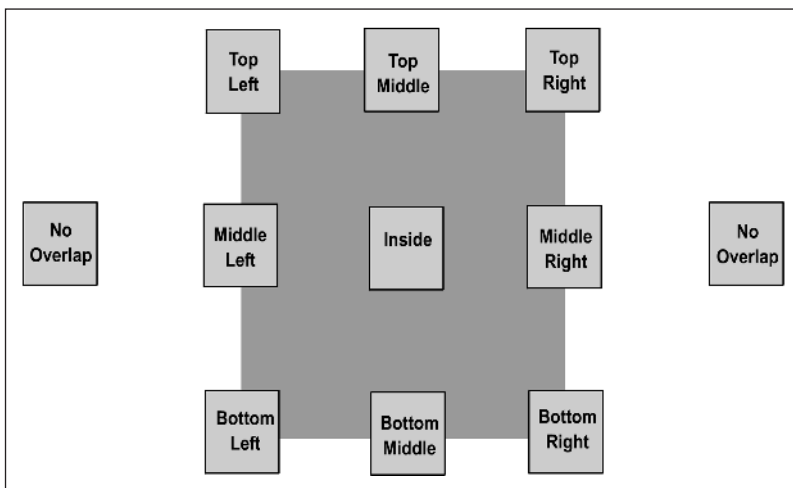 Top
Left
Top
Middle
Top
Right
No
Overlap
Middle
Left
Inside
Middle
Right
No
Overlap
Bottom
Left
Bottom
Middle
Bottom
Right